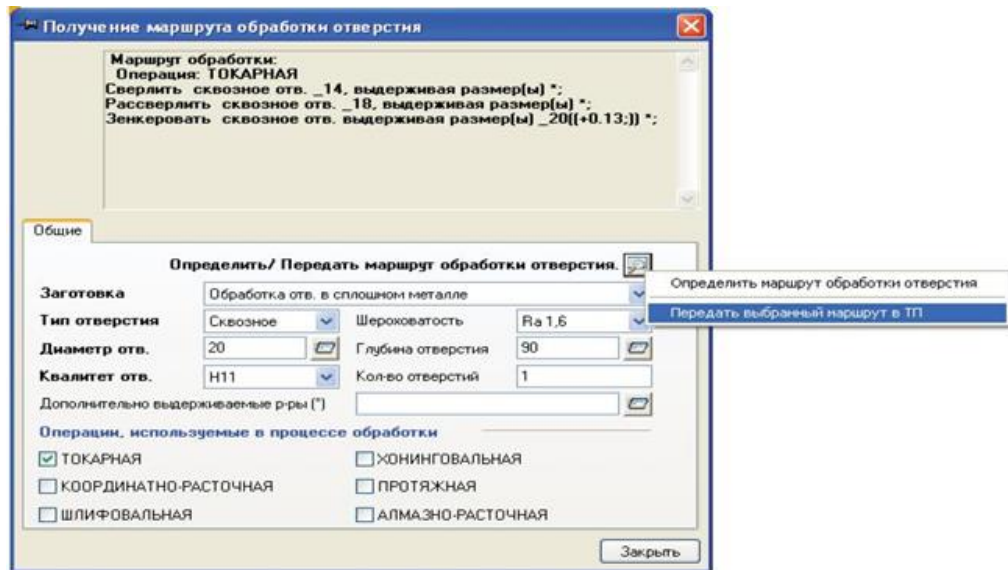 Получение маршрута обработки отверстия
Маршрут обработки:
Операция: ТОКАРНАЯ
Сверлить сквозное отв. _14, выдерживая размер(ы) *;
Рассверлить сквозное отв. _18, выдерживая размер(ы) *;
Зенкеровать сквозное отв. выдерживая размер(ы) _20((+0.13;)) *;
Общие
Определить/ Передать маршрут обработки отверстия.
Определить маршрут обработки отверстия
Передать выбранный маршрут в ТП
Заготовка Обработка отв. в сплошном металле
Тип отверстия Сквозное Шероховатость Ra 1,6
Диаметр отв. 20 Глубина отверстия 90
Квалитет отв. H11 Кол-во отверстий 1
Дополнительно выдерживаемые р-ры (*)
Операции, используемые в процессе обработки
ТОКАРНАЯ ХОНИНГОВАЛЬНАЯ
КООРДИНАТНО-РАСТОЧНАЯ ПРОТЯЖНАЯ
ШЛИФОВАЛЬНАЯ АЛМАЗНО-РАСТОЧНАЯ
Закрыть